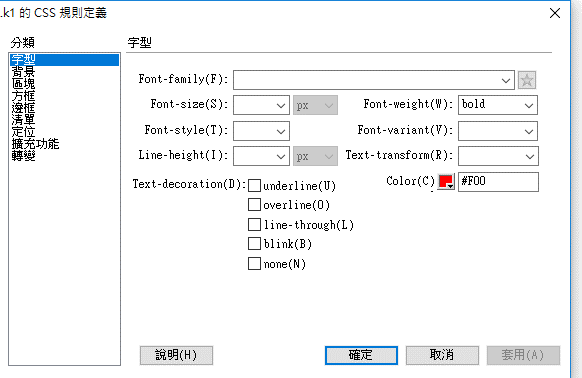 .k1 的 CSS 規則定義
分類
字型
背景
區塊
方框
邊框
清單
定位
擴充功能
轉變
字型
Font-family(F):
Font-size(S): px Font-weight(W): bold
Font-style(T): Font-variant(V):
Line-height(I): px Text-transform(R):
Text-decoration(D): underline(U) Color(C) #F00
overline(O)
line-through(L)
blink(B)
none(N)
說明(H) 確定 取消 套用(A)